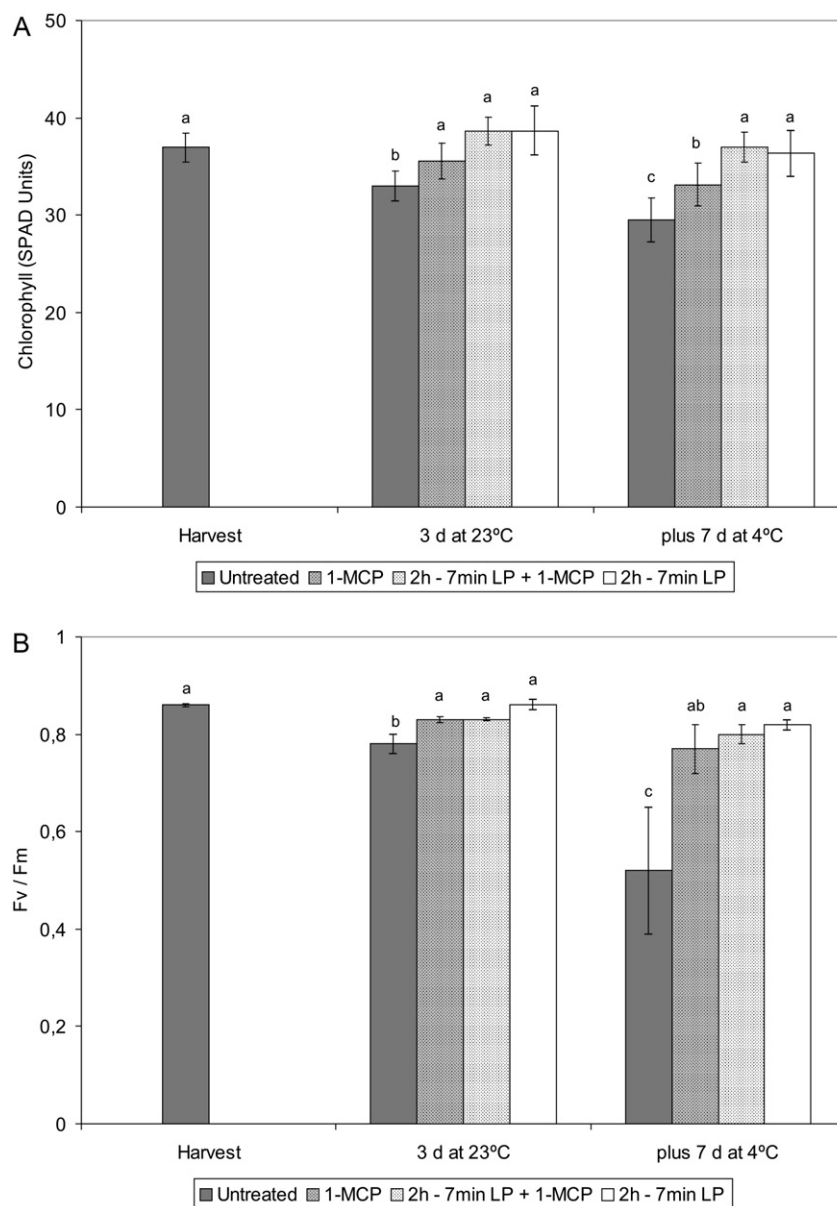 A
a
b
a
a
a
c
b
a
a
50
40
30
20
10
0
Chlorophyll (SPAD Units)
Harvest
3 d at 23ºC
plus 7 d at 4ºC
Untreated 1-MCP 2h - 7min LP + 1-MCP 2h - 7min LP
B
a
b
a
a
a
c
ab
a
a
1
0,8
0,6
0,4
0,2
0
Fv / Fm
Harvest
3 d at 23ºC
plus 7 d at 4ºC
Untreated 1-MCP 2h - 7min LP + 1-MCP 2h - 7min LP